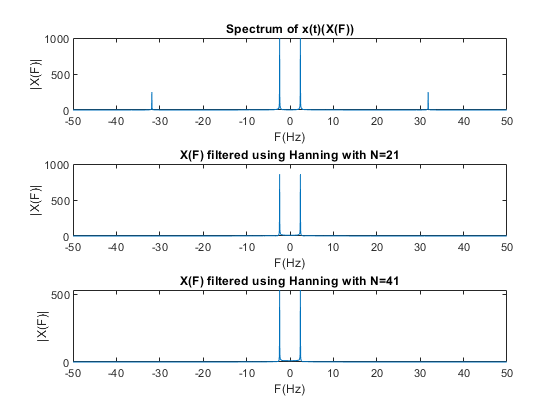 Spectrum of x(t)(X(F))
1000
500
0
|X(F)|
-50 -40 -30 -20 -10 0 10 20 30 40 50
F(Hz)
X(F) filtered using Hanning with N=21
1000
500
0
|X(F)|
-50 -40 -30 -20 -10 0 10 20 30 40 50
F(Hz)
X(F) filtered using Hanning with N=41
500
0
|X(F)|
-50 -40 -30 -20 -10 0 10 20 30 40 50
F(Hz)